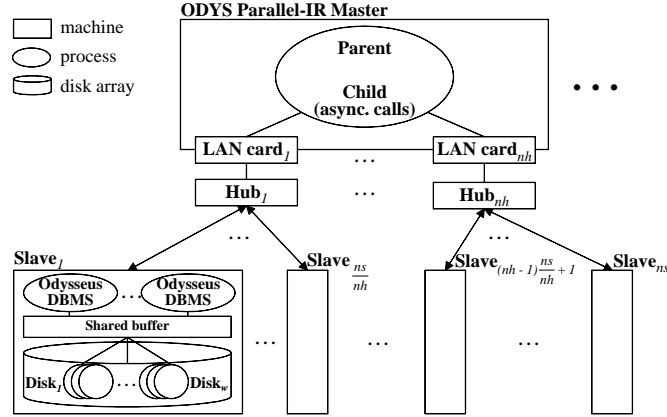 ODYS Parallel-IR Master
machine
process
disk array
Parent
Child
(async. calls)
• • •
LAN card1 ... LAN cardnh
Hub1 ... Hubnh
... ...
Slave1 Slave ns/nh Slave(nh - 1) ns/nh + 1 Slavens
Odysseus DBMS ... Odysseus DBMS
Shared buffer
... ... ...
Disk1 ... Diskw